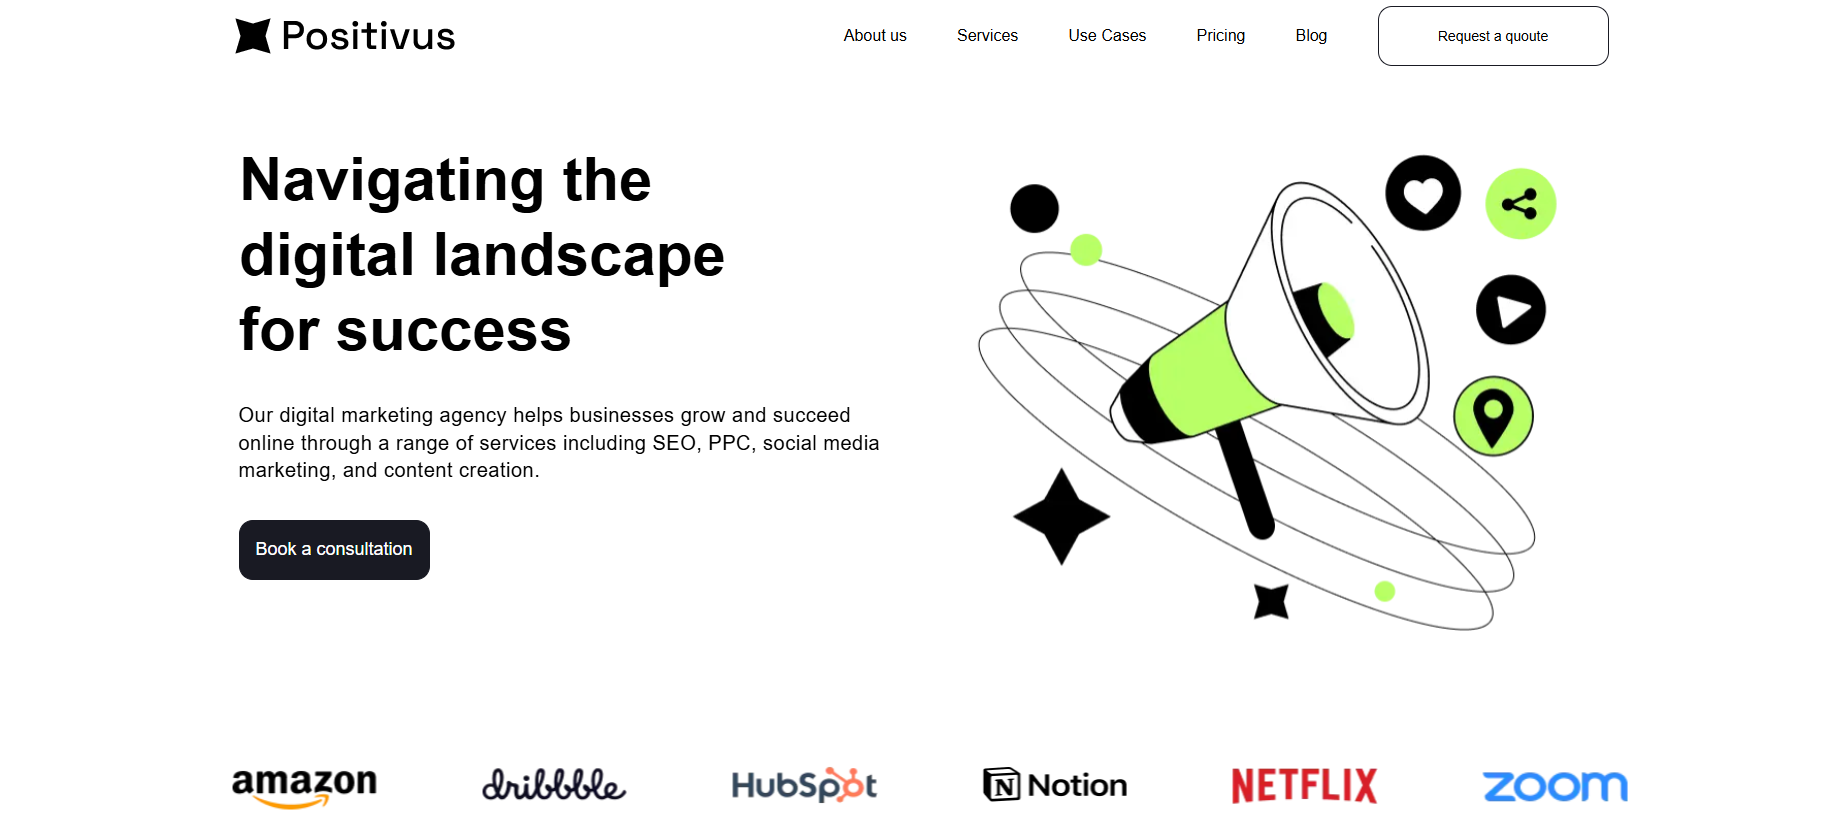 Positivus
About us
Services
Use Cases
Pricing
Blog
Request a quoute
Navigating the
digital landscape
for success
Our digital marketing agency helps businesses grow and succeed
online through a range of services including SEO, PPC, social media
marketing, and content creation.
Book a consultation
amazon
dribbble
HubSpot
N Notion
NETFLIX
zoom